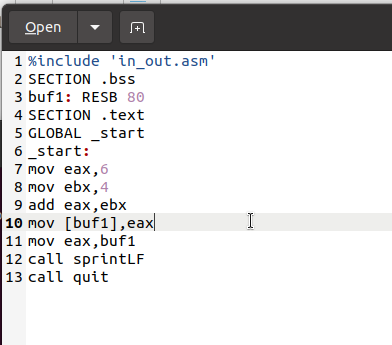 Open
1 %include 'in_out.asm'
2 SECTION .bss
3 buf1: RESB 80
4 SECTION .text
5 GLOBAL _start
6 _start:
7 mov eax,6
8 mov ebx,4
9 add eax,ebx
10 mov [buf1],eax
11 mov eax,buf1
12 call sprintLF
13 call quit